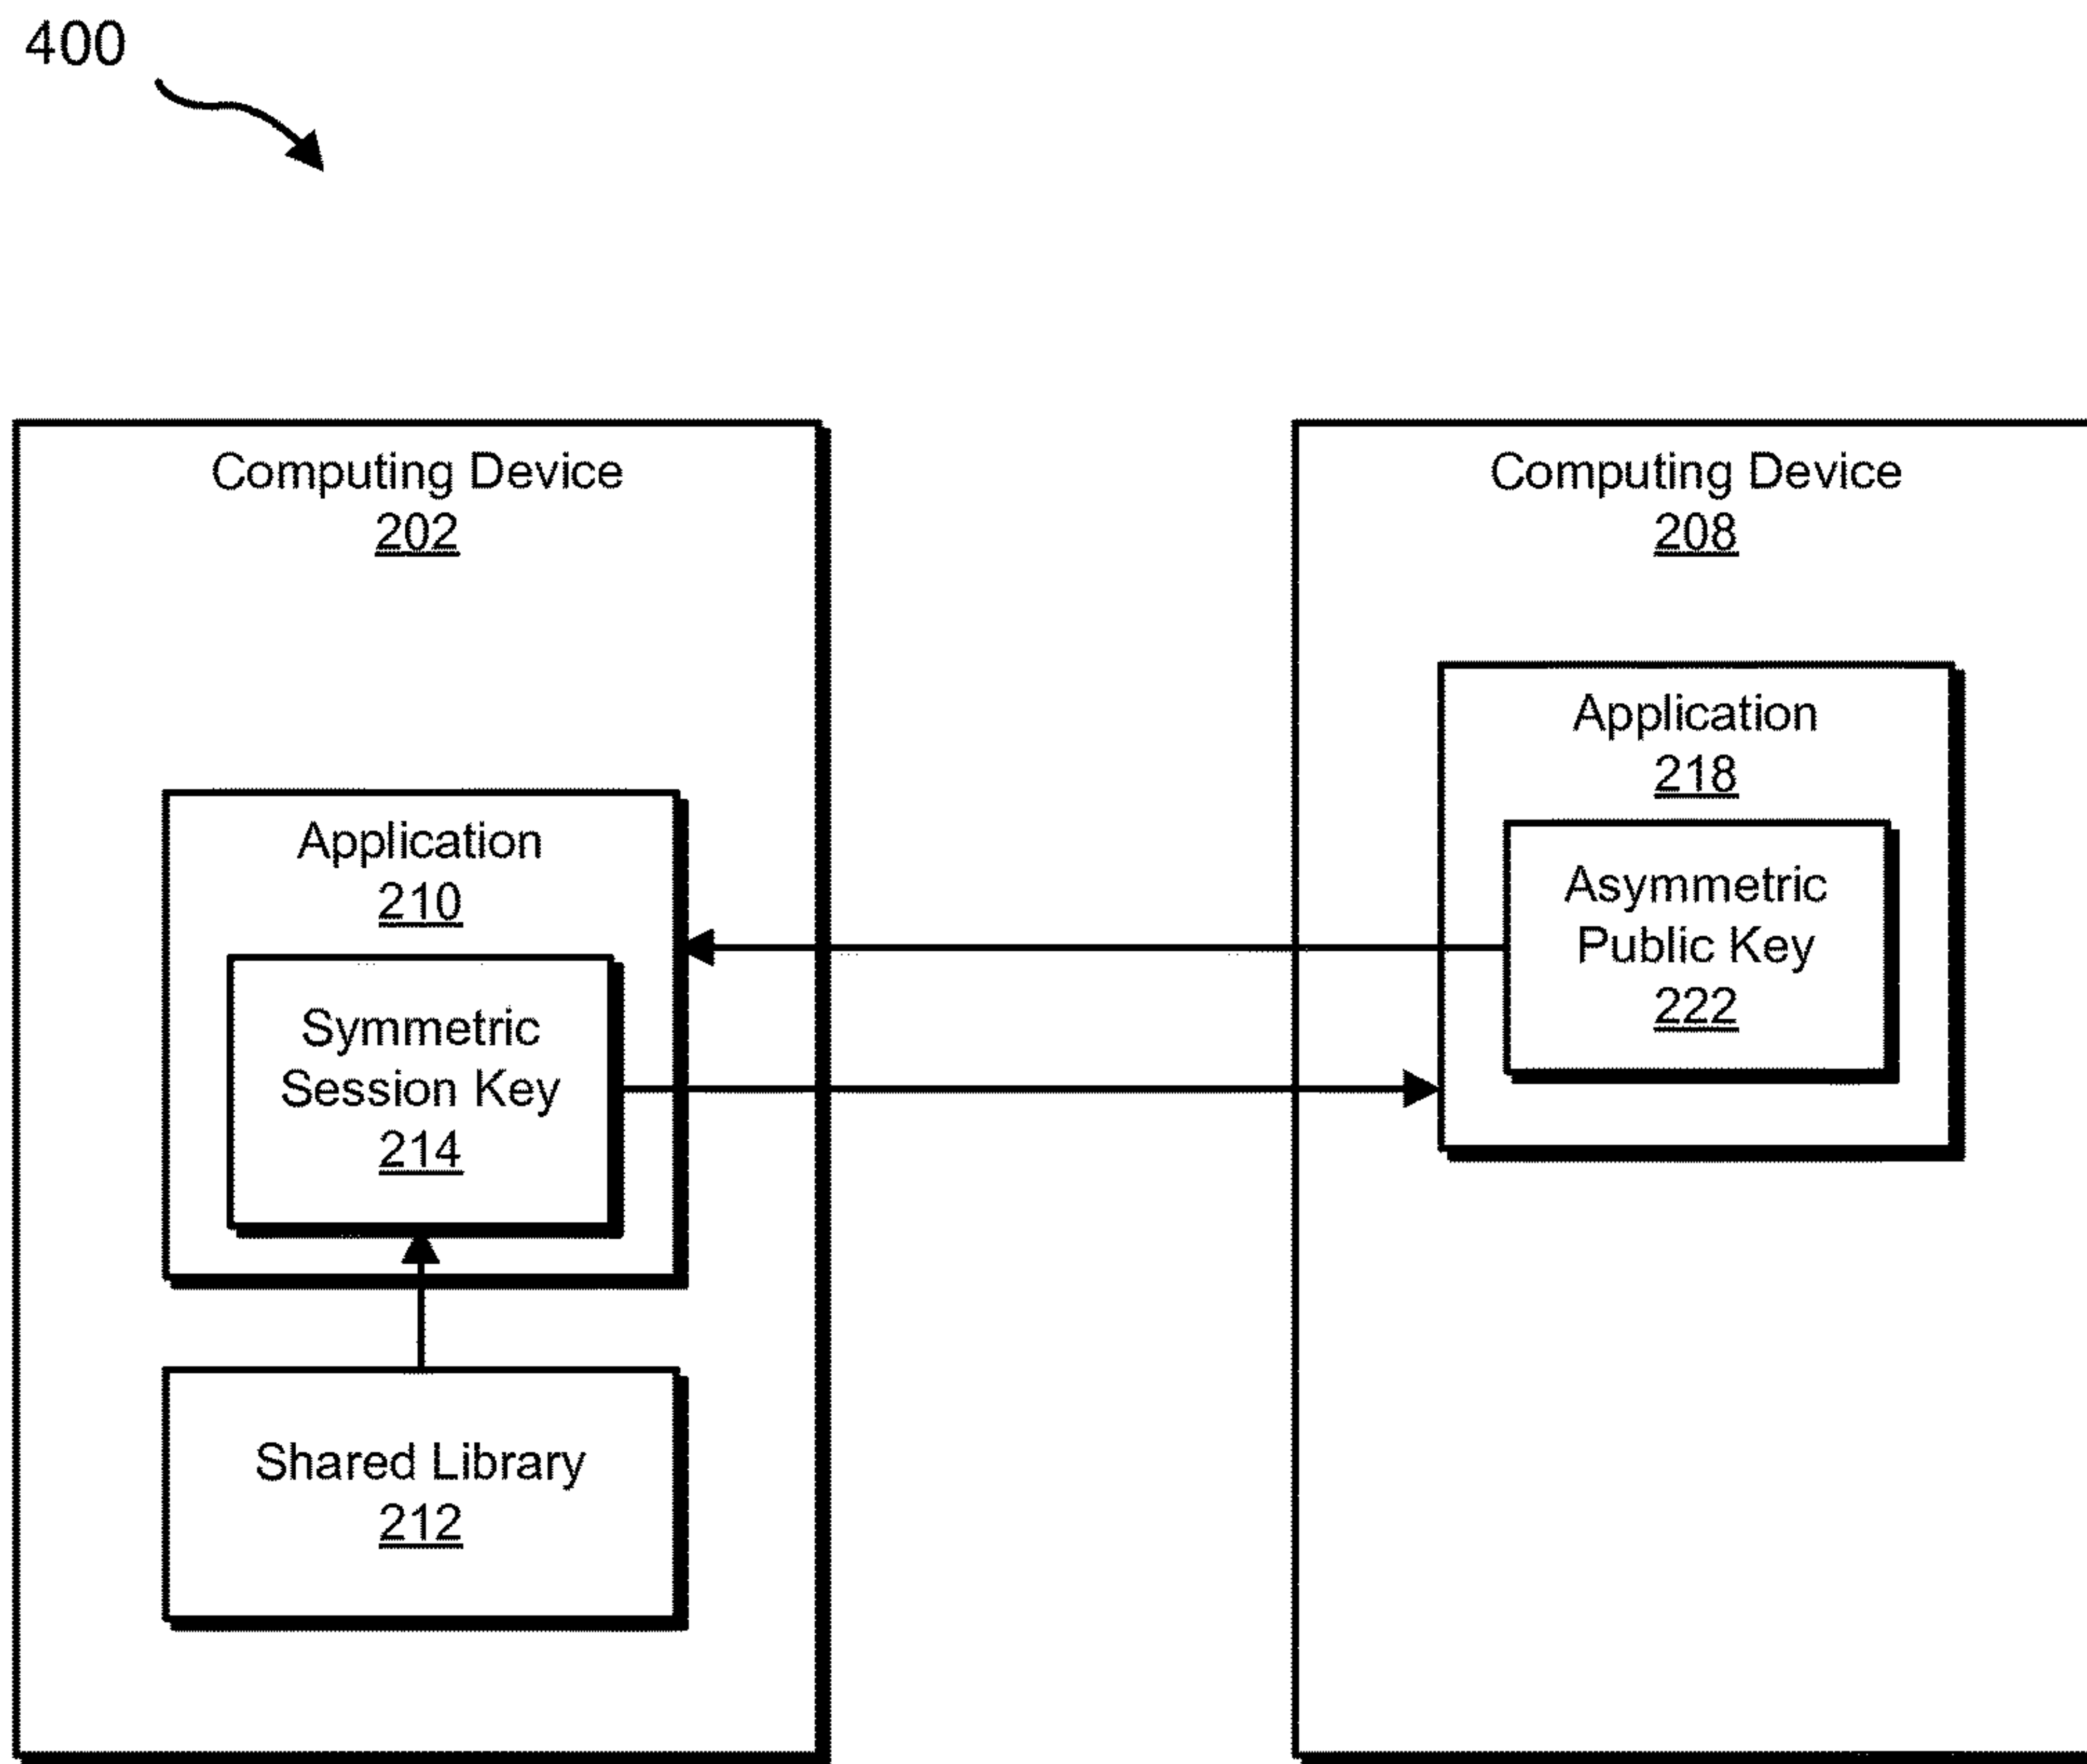 400
Computing Device
202
Application
210
Symmetric
Session Key
214
Shared Library
212
Computing Device
208
Application
218
Asymmetric
Public Key
222